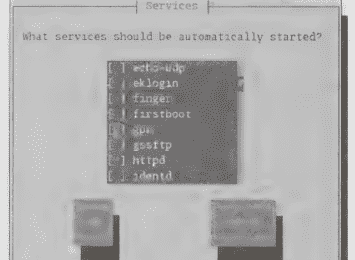 Services
What services should be automatically started?
[ ] echo-udp
[ ] eklogin
[ ] finger
[ ] firstboot
[ ] gpm
[ ] gssftp
[ ] httpd
[ ] identd